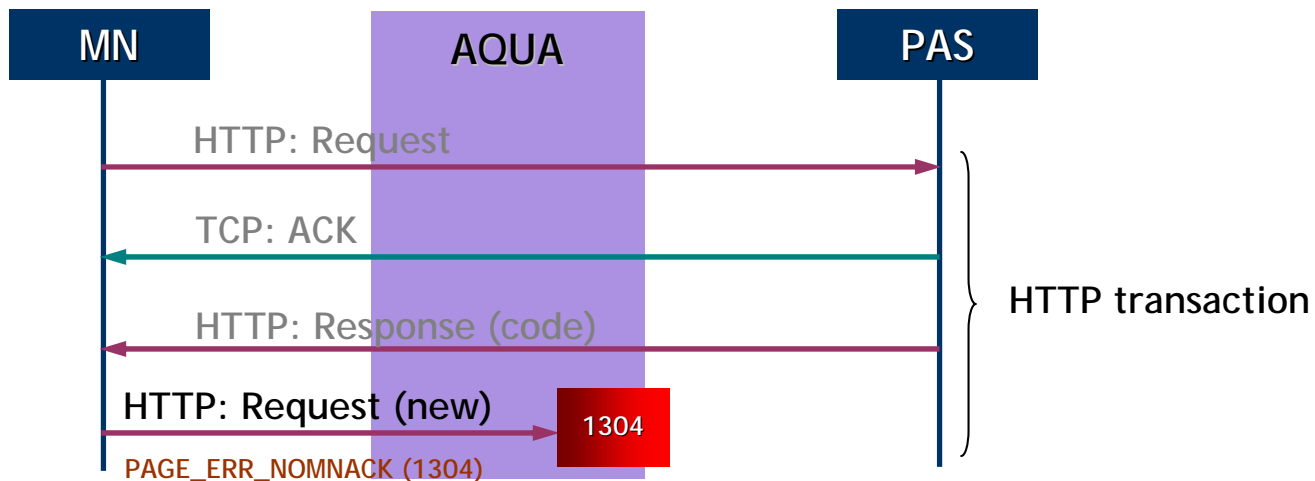 MN
AQUA
PAS
HTTP: Request
TCP: ACK
HTTP: Response (code)
HTTP transaction
HTTP: Request (new)
1304
PAGE_ERR_NOMNACK (1304)